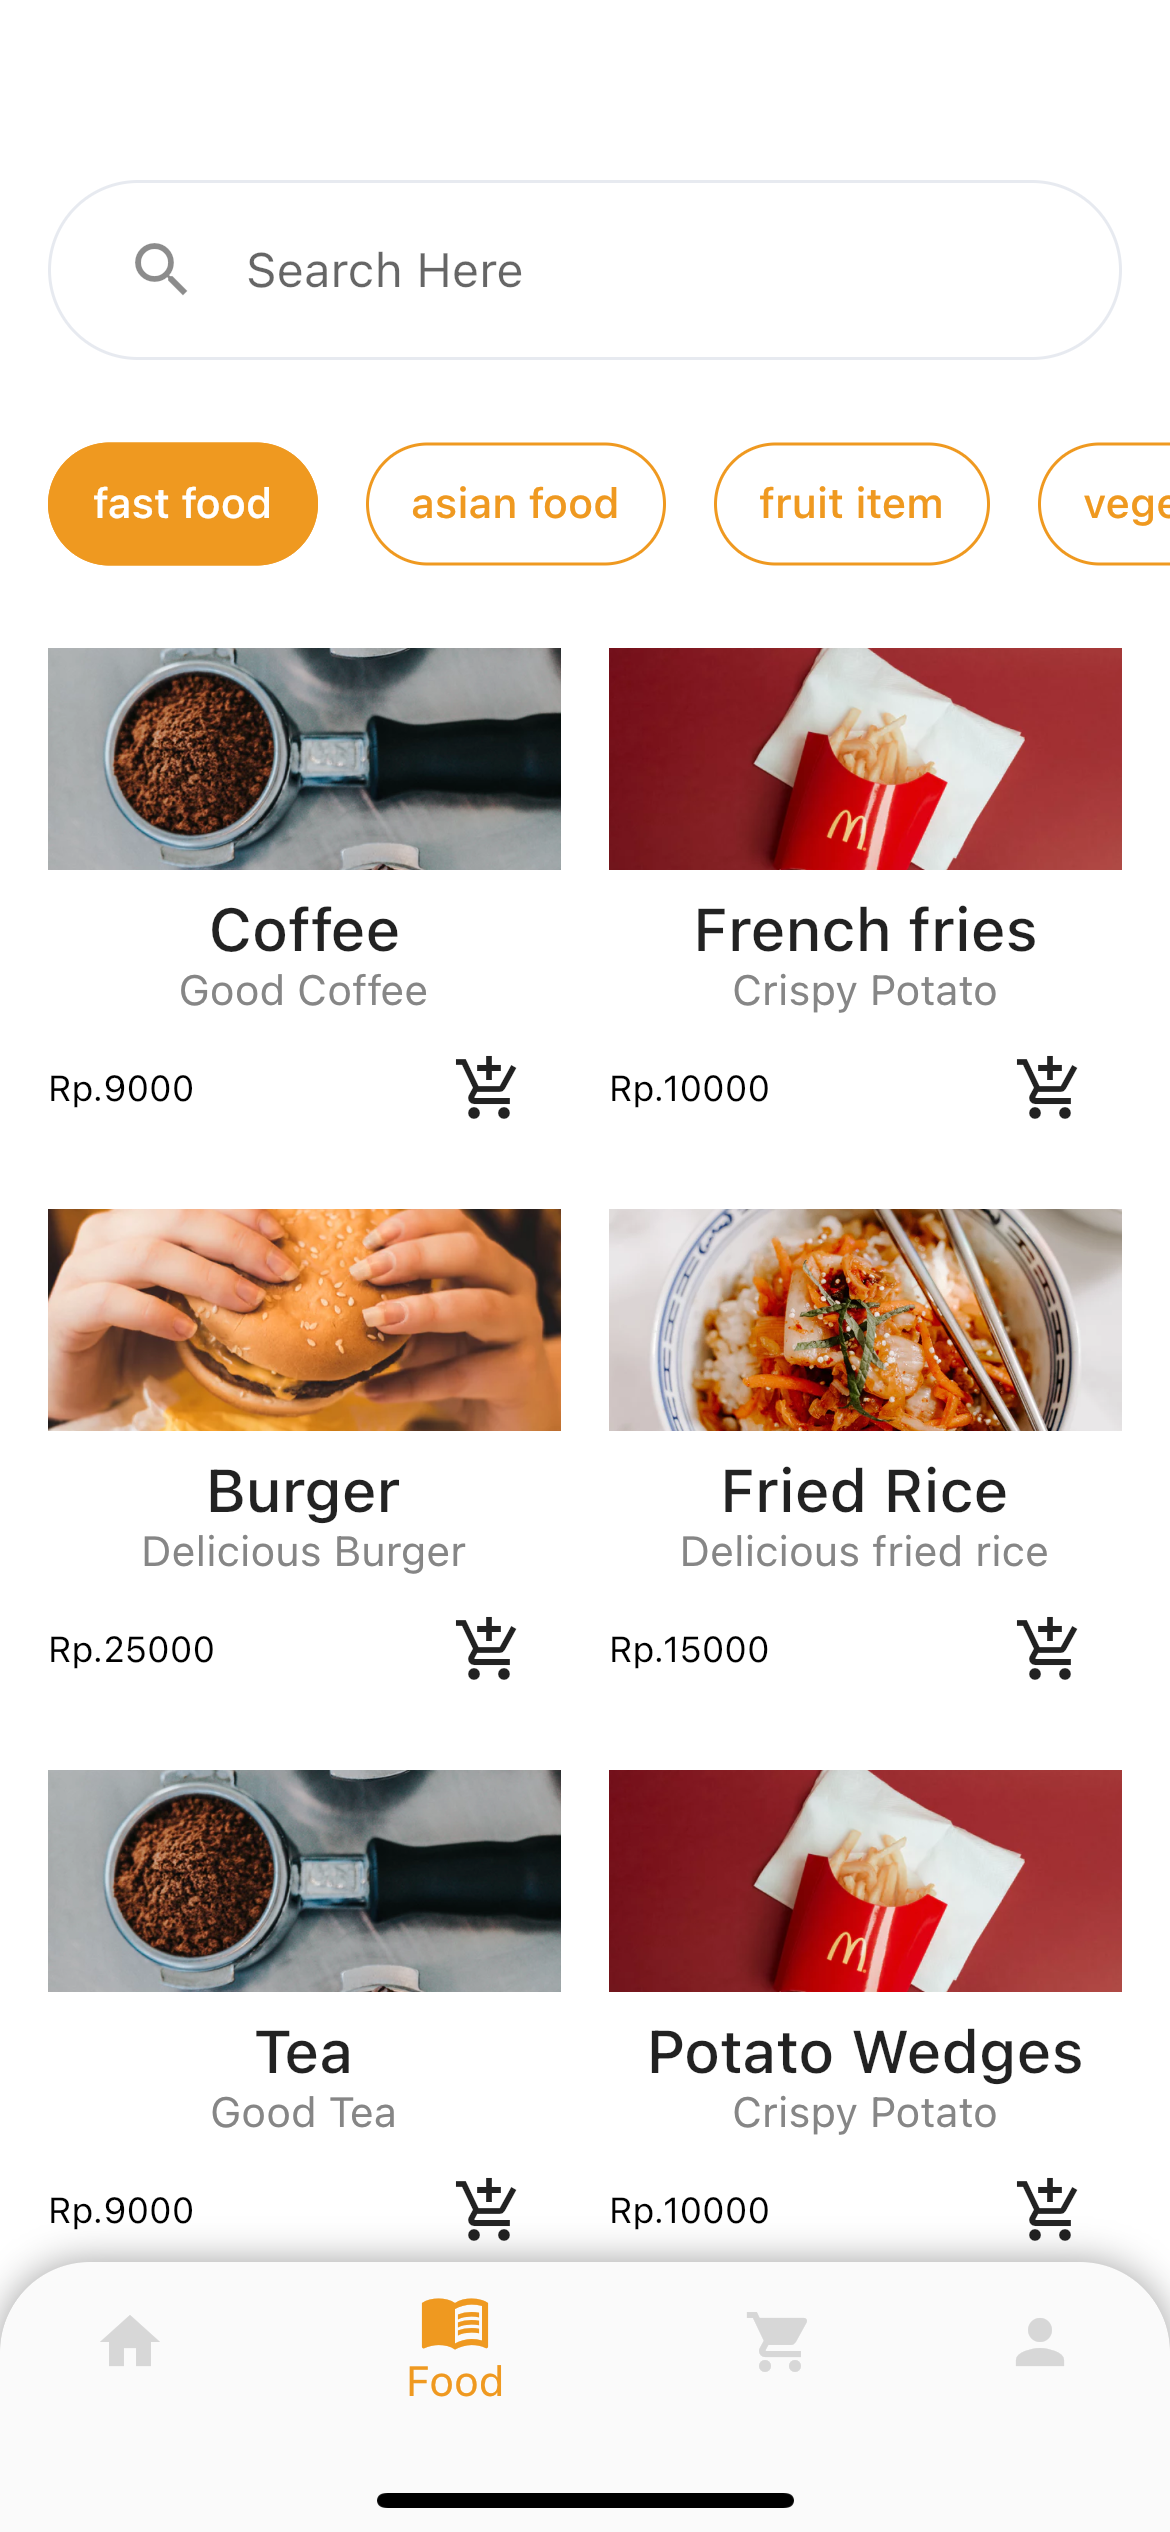 Search Here
fast food
asian food
fruit item
vege
Coffee
Good Coffee
Rp.9000
French fries
Crispy Potato
Rp.10000
Burger
Delicious Burger
Rp.25000
Fried Rice
Delicious fried rice
Rp.15000
Tea
Good Tea
Rp.9000
Potato Wedges
Crispy Potato
Rp.10000
Food